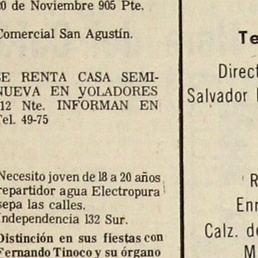 20 de Noviembre 905 Pte.
Comercial San Agustín.
SE RENTA CASA SEMI-
NUEVA EN VOLADORES
INFORMAN EN
Tel. 49-75
Necesito joven de 18 a 20 años
repartidor agua Electropura
sepa las calles.
Independencia 132 Sur.
Distinción en sus fiestas con
Fernando Tinoco y su órgano
Te
Direct
Salvador
R
Enr
Calz. de
M